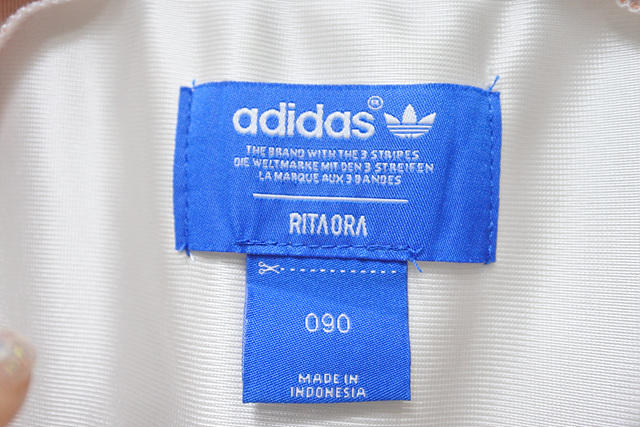 adidas®
THE BRAND WITH THE 3 STRIPES
DIE WELTMARKE MIT DEN 3 STREIFEN
LA MARQUE AUX 3 BANDES
RITA ORA
090
MADE IN
INDONESIA